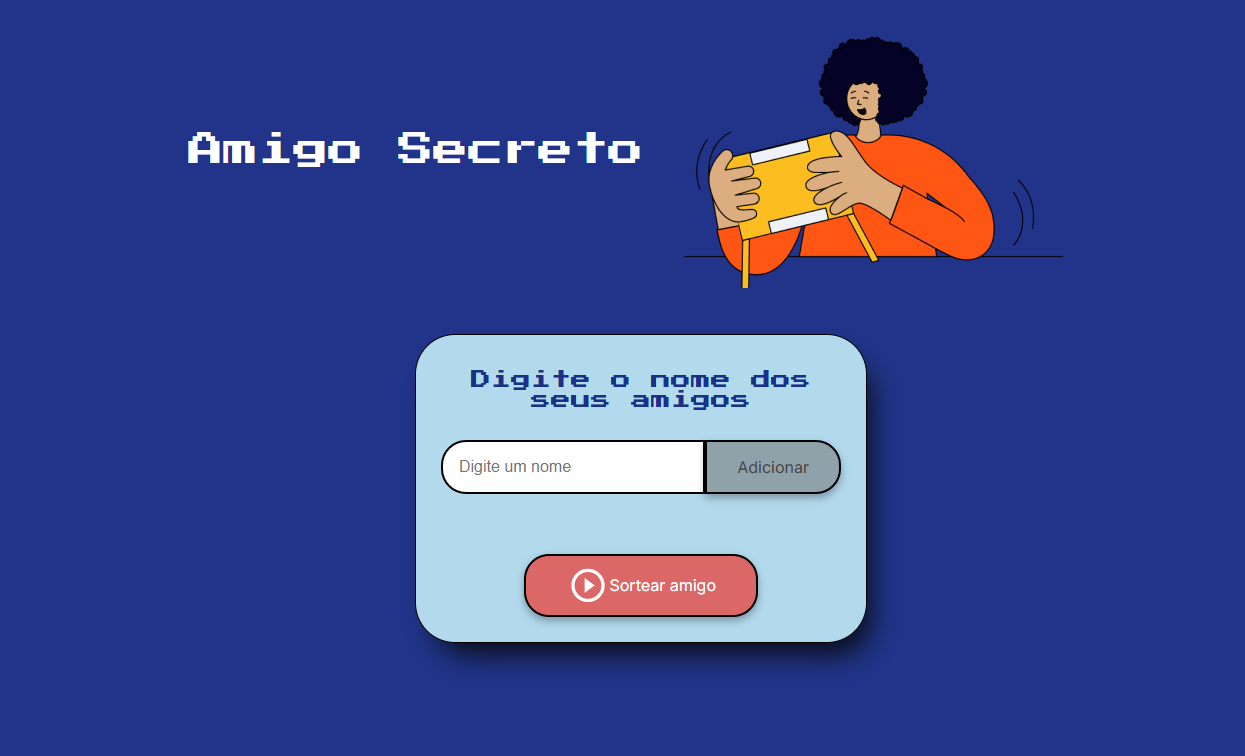 Amigo Secreto
Digite o nome dos
seus amigos
Digite um nome
Adicionar
Sortear amigo